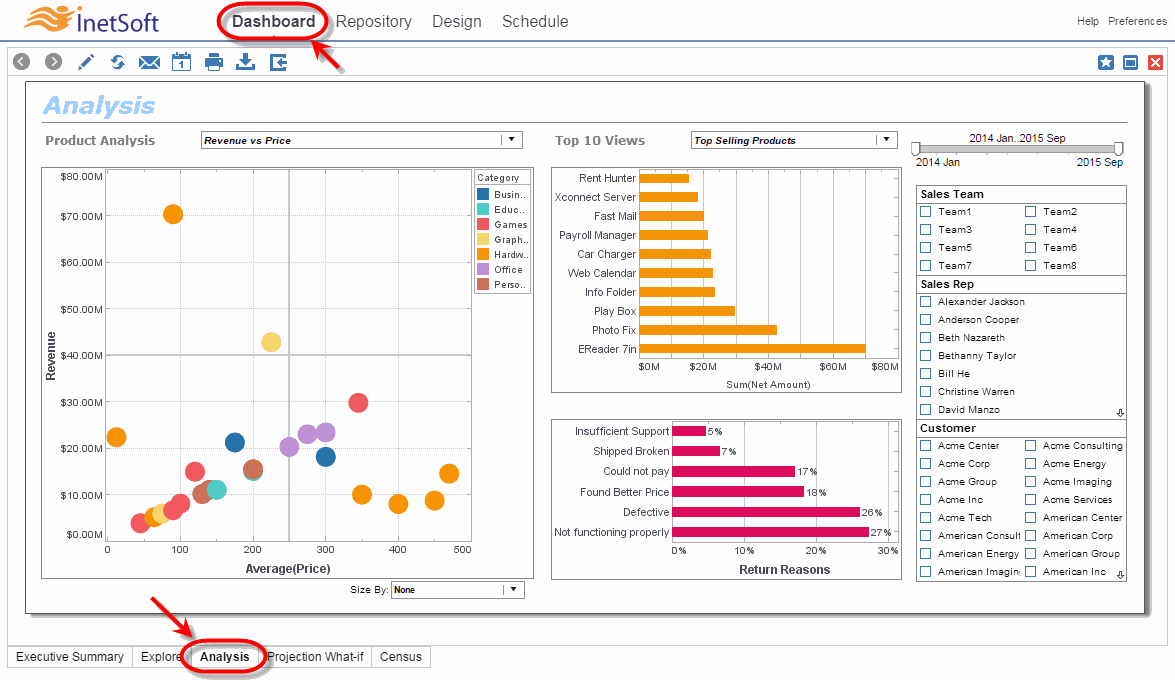 InetSoft
Dashboard Repository Design Schedule
Help Preferences
1
Analysis
Product Analysis
Revenue vs Price
Top 10 Views
Top Selling Products
2014 Jan..2015 Sep
2014 Jan 2015 Sep
$80.00M
$70.00M
$60.00M
$50.00M
$40.00M
$30.00M
$20.00M
$10.00M
$0.00M
Revenue
0 100 200 300 400 500
Average(Price)
Category
Busin..
Educ..
Games
Graph..
Hardw..
Office
Perso..
Size By: None
Rent Hunter
Xconnect Server
Fast Mail
Payroll Manager
Car Charger
Web Calendar
Info Folder
Play Box
Photo Fix
EReader 7in
$0M $20M $40M $60M $80M
Sum(Net Amount)
Insufficient Support 5%
Shipped Broken 7%
Could not pay 17%
Found Better Price 18%
Defective 26%
Not functioning properly 27%
0% 10% 20% 30%
Return Reasons
Sales Team
Team1 Team2
Team3 Team4
Team5 Team6
Team7 Team8
Sales Rep
Alexander Jackson
Anderson Cooper
Beth Nazareth
Bethanny Taylor
Bill He
Christine Warren
David Manzo
Customer
Acme Center Acme Consulting
Acme Corp Acme Energy
Acme Group Acme Imaging
Acme Inc Acme Services
Acme Tech American Center
American Consult American Corp
American Energy American Group
American Imagin American Inc
Executive Summary Explore Analysis Projection What-if Census